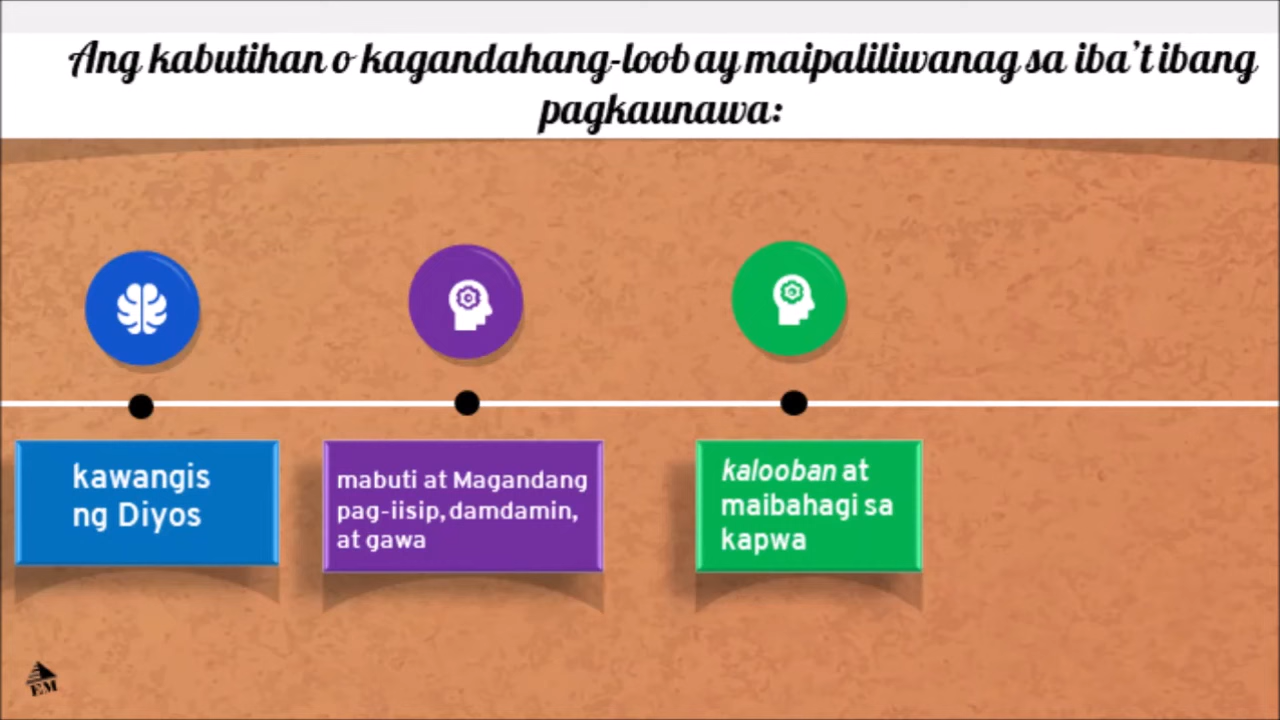 Ang kabutihan o kagandahang-loob ay maipaliliwanag sa iba't ibang
pagkaunawa:
kawangis
ng Diyos
mabuti at Magandang
pag-iisip, damdamin,
at gawa
kalooban at
maibahagi sa
kapwa
EM